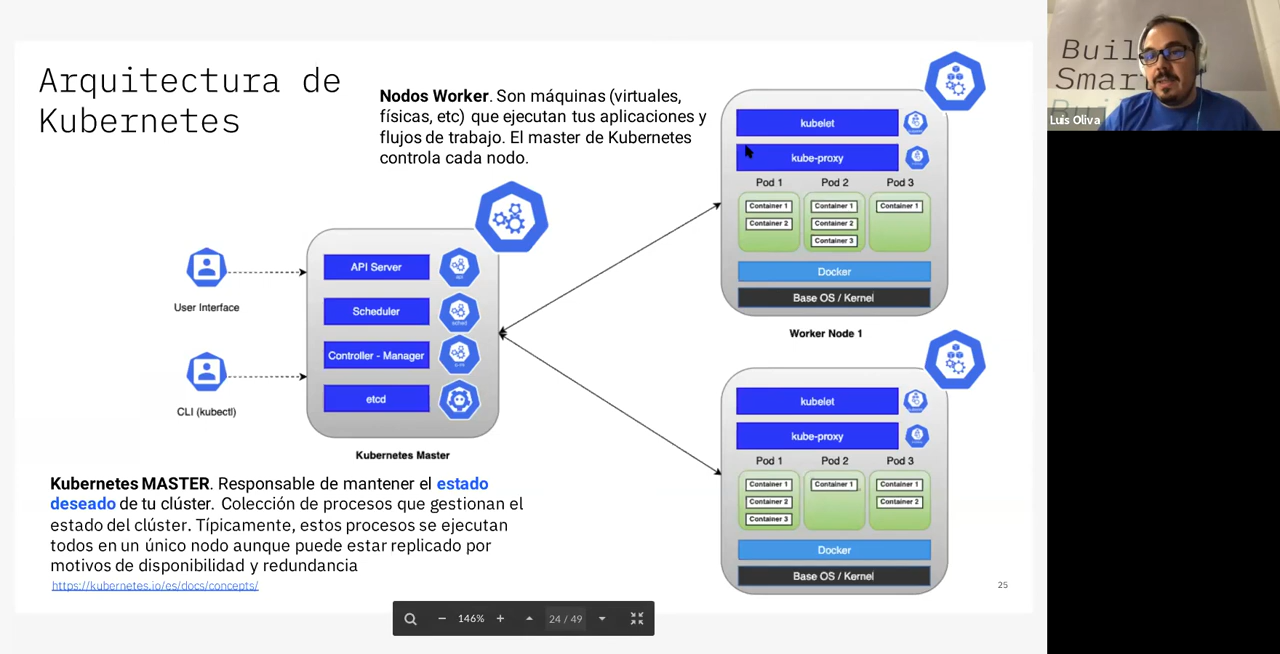 Arquitectura de
Kubernetes
Nodos Worker. Son máquinas (virtuales,
físicas, etc) que ejecutan tus aplicaciones y
flujos de trabajo. El master de Kubernetes
controla cada nodo.
User Interface
CLI (kubectl)
API Server
api
Scheduler
sched
Controller - Manager
c-m
etcd
Kubernetes Master
kubelet
kube-proxy
Pod 1
Pod 2
Pod 3
Container 1
Container 2
Container 1
Container 2
Container 3
Container 1
Docker
Base OS / Kernel
Worker Node 1
kubelet
kube-proxy
Pod 1
Pod 2
Pod 3
Container 1
Container 2
Container 3
Container 1
Container 1
Container 2
Docker
Base OS / Kernel
Kubernetes MASTER. Responsable de mantener el estado
deseado de tu clúster. Colección de procesos que gestionan el
estado del clúster. Típicamente, estos procesos se ejecutan
todos en un único nodo aunque puede estar replicado por
motivos de disponibilidad y redundancia
https://kubernetes.io/es/docs/concepts/
25
146%
24 / 49
Buil
Smar
Luis Oliva